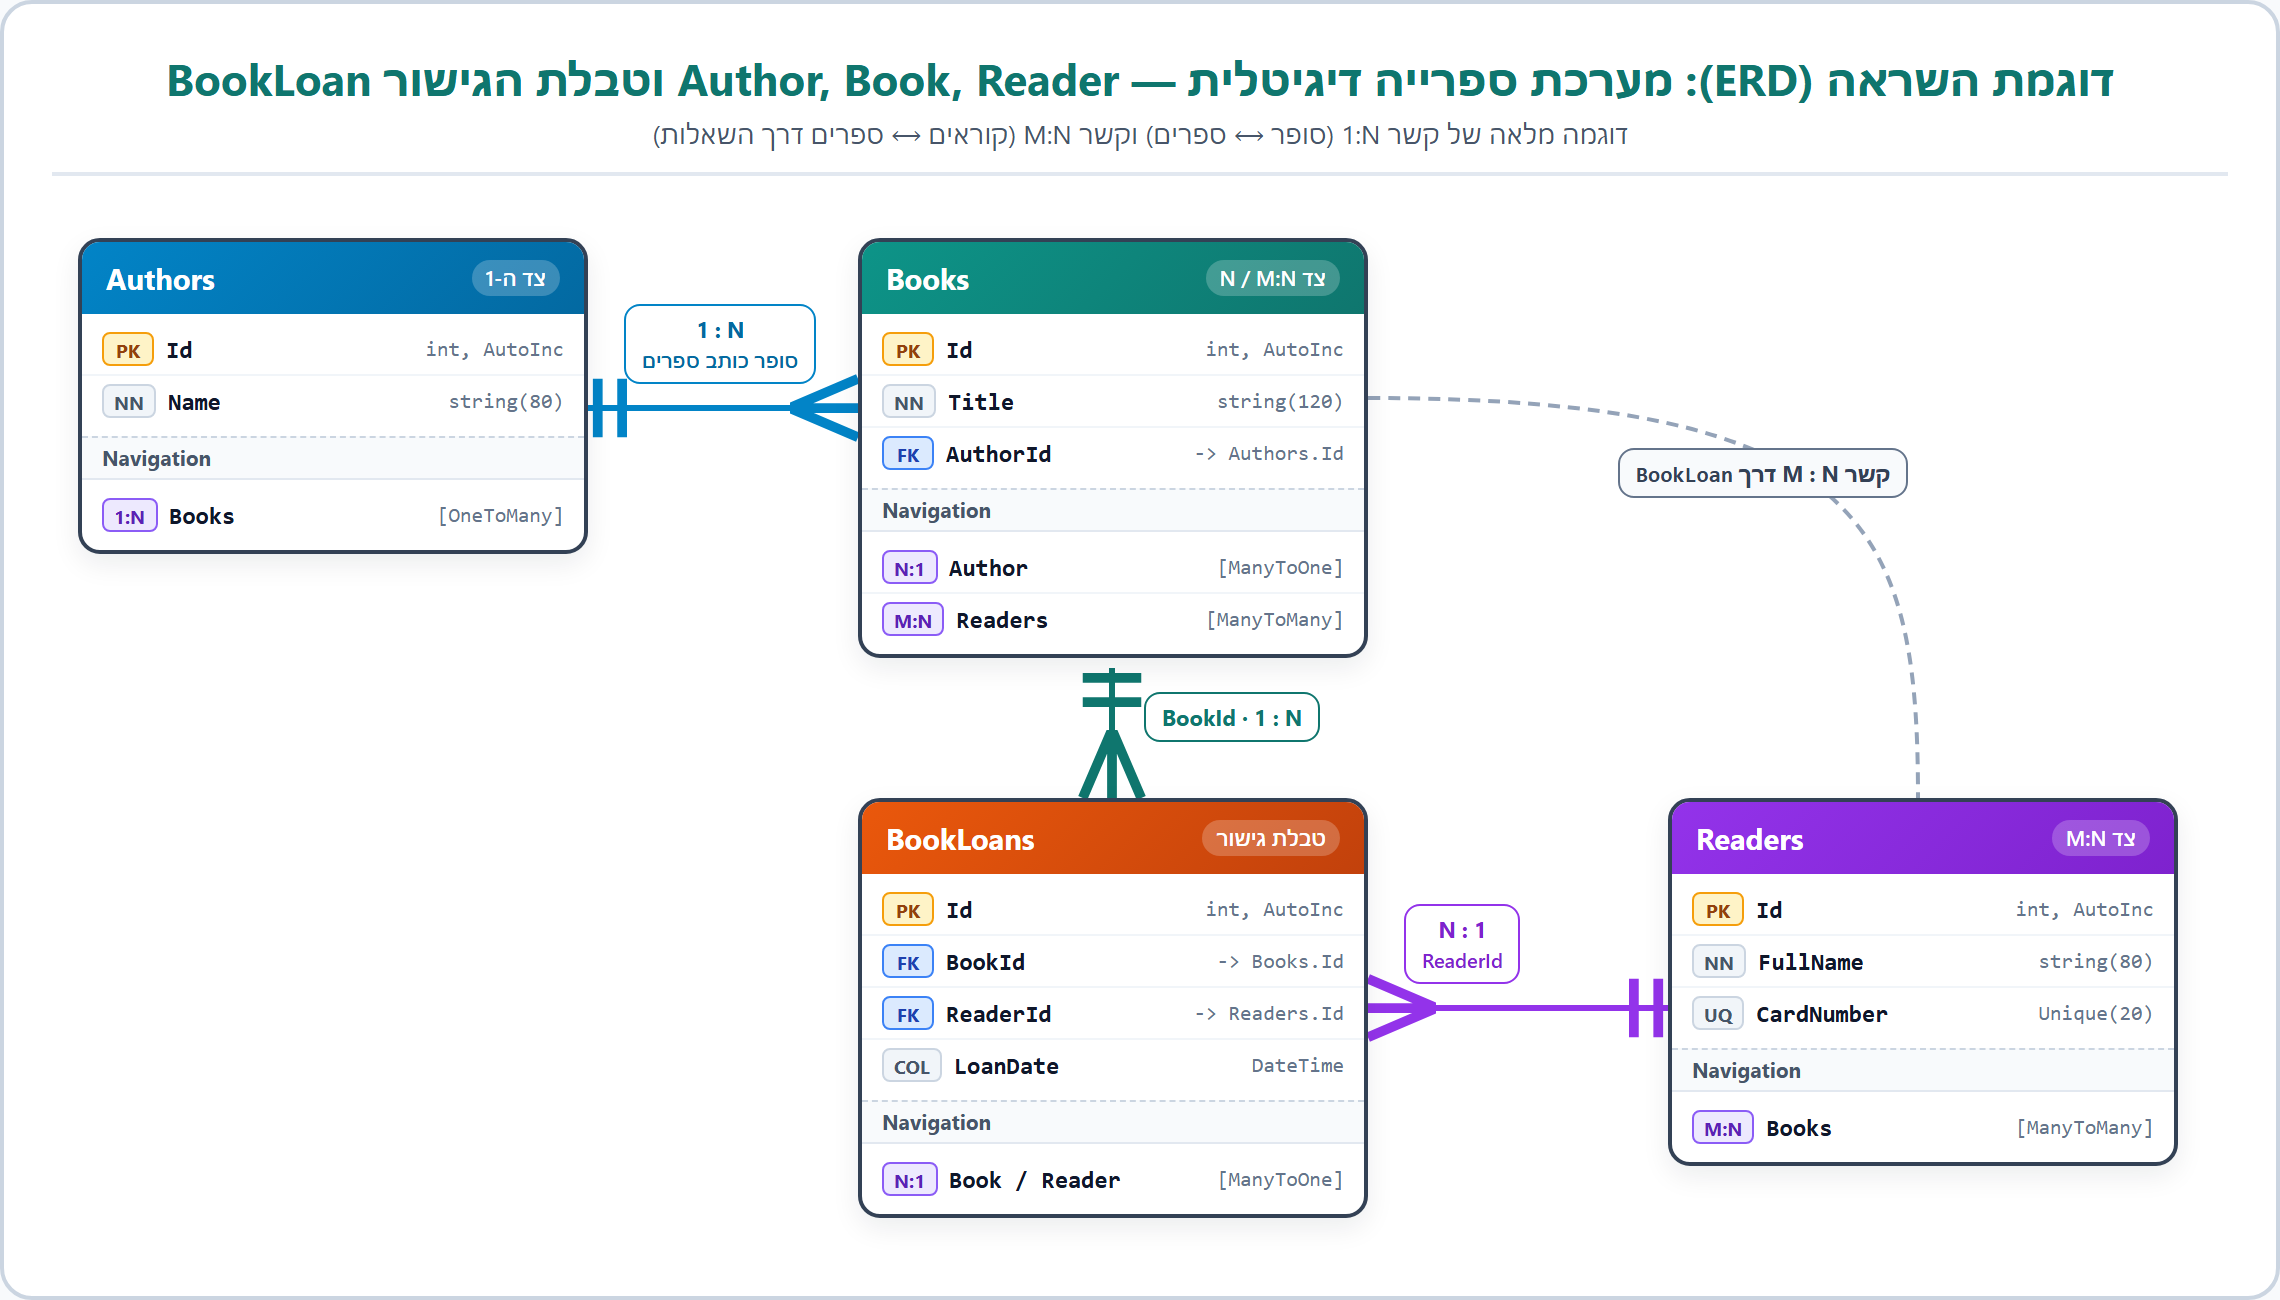 דוגמת השראה (ERD): מערכת ספרייה דיגיטלית — Author, Book, Reader וטבלת הגישור BookLoan
דוגמה מלאה של קשר 1:N (סופר ↔ ספרים) וקשר M:N (קוראים ↔ ספרים דרך השאלות)
Authors צד ה-1
PK Id int, AutoInc
NN Name string(80)
Navigation
1:N Books [OneToMany]
1 : N
סופר כותב ספרים
Books צד N / M:N
PK Id int, AutoInc
NN Title string(120)
FK AuthorId -> Authors.Id
Navigation
N:1 Author [ManyToOne]
M:N Readers [ManyToMany]
קשר M : N דרך BookLoan
BookId · 1 : N
BookLoans טבלת גישור
PK Id int, AutoInc
FK BookId -> Books.Id
FK ReaderId -> Readers.Id
COL LoanDate DateTime
Navigation
N:1 Book / Reader [ManyToOne]
N : 1
ReaderId
Readers צד M:N
PK Id int, AutoInc
NN FullName string(80)
UQ CardNumber Unique(20)
Navigation
M:N Books [ManyToMany]